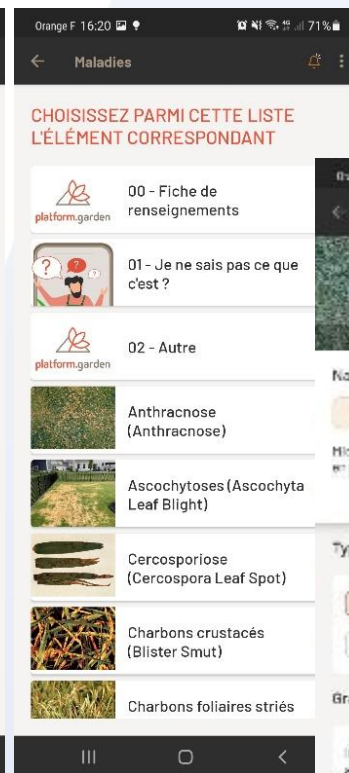 Orange F 16:20 71%
Maladies
CHOISISSEZ PARMI CETTE LISTE
L'ÉLÉMENT CORRESPONDANT
platform.garden
00 - Fiche de
renseignements
01 - Je ne sais pas ce que
c'est ?
platform.garden
02 - Autre
Anthracnose
(Anthracnose)
Ascochytoses (Ascochyta
Leaf Blight)
Cercosporiose
(Cercospora Leaf Spot)
Charbons crustacés
(Blister Smut)
Charbons foliaires striés